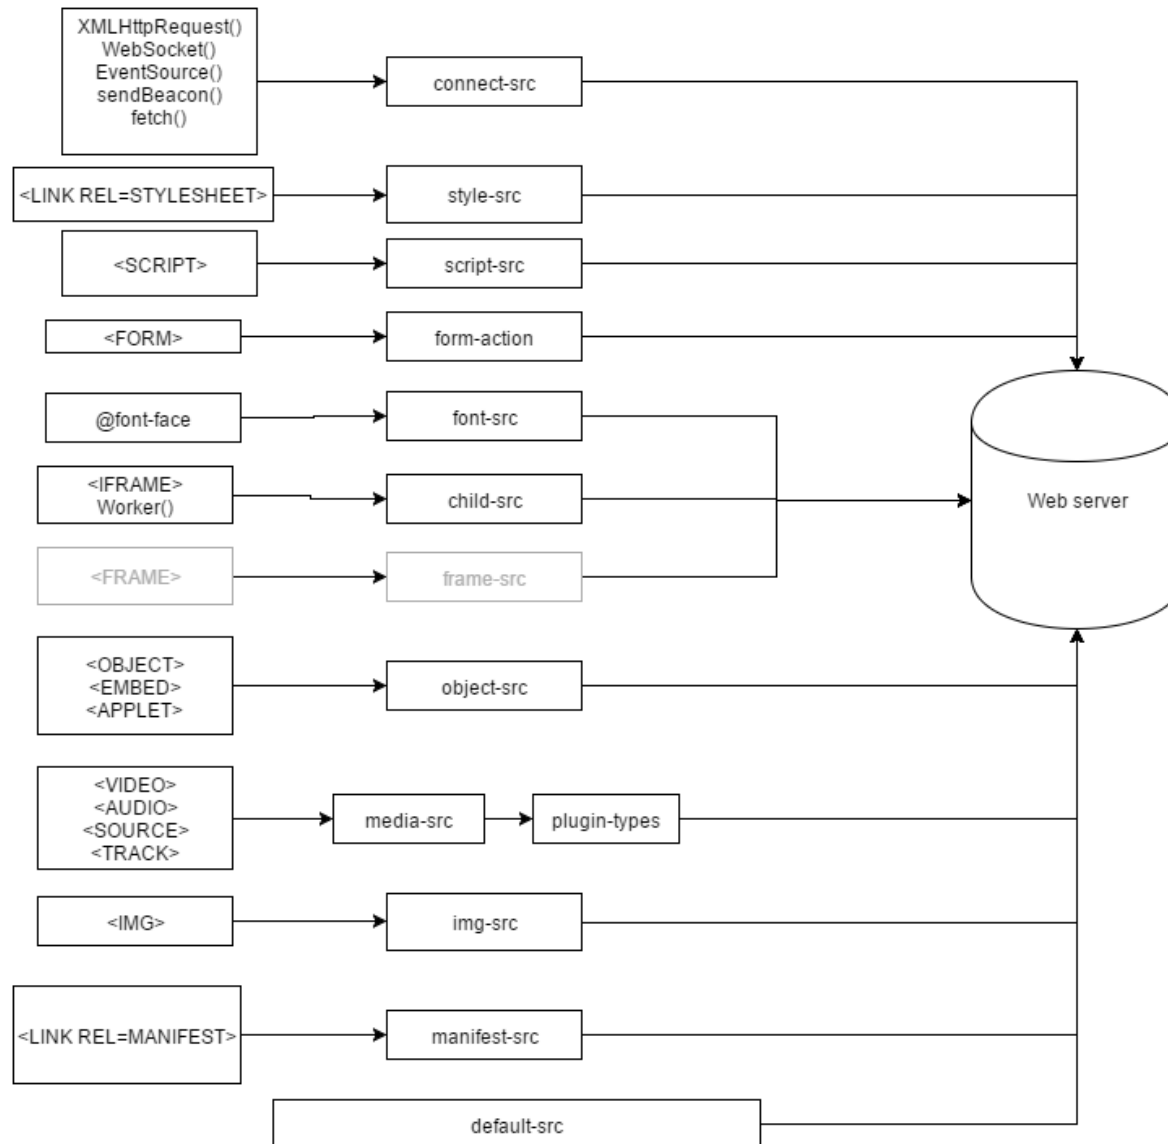 XMLHttpRequest()
WebSocket()
EventSource()
sendBeacon()
fetch()
connect-src
<LINK REL=STYLESHEET>
style-src
<SCRIPT>
script-src
<FORM>
form-action
@font-face
font-src
<IFRAME>
Worker()
child-src
Web server
<FRAME>
frame-src
<OBJECT>
<EMBED>
<APPLET>
object-src
<VIDEO>
<AUDIO>
<SOURCE>
<TRACK>
media-src
plugin-types
<IMG>
img-src
<LINK REL=MANIFEST>
manifest-src
default-src